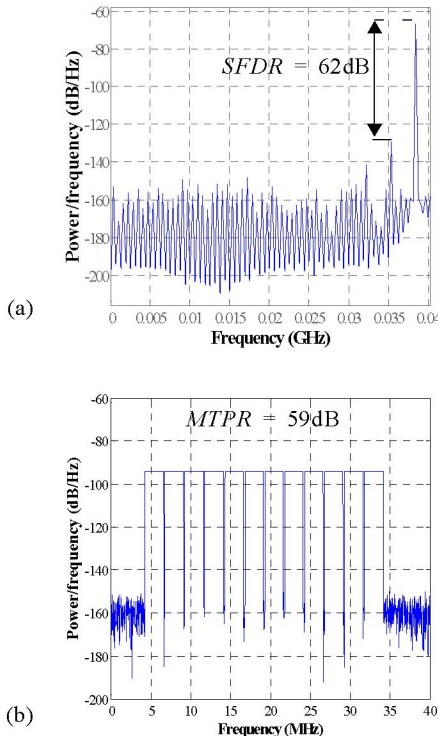 -60
-80
-100
-120
-140
-160
-180
-200
Power/frequency (dB/Hz)
SFDR = 62dB
0 0.005 0.01 0.015 0.02 0.025 0.03 0.035 0.04
Frequency (GHz)
(a)
-60
-80
-100
-120
-140
-160
-180
-200
Power/frequency (dB/Hz)
MTPR = 59dB
0 5 10 15 20 25 30 35 40
Frequency (MHz)
(b)